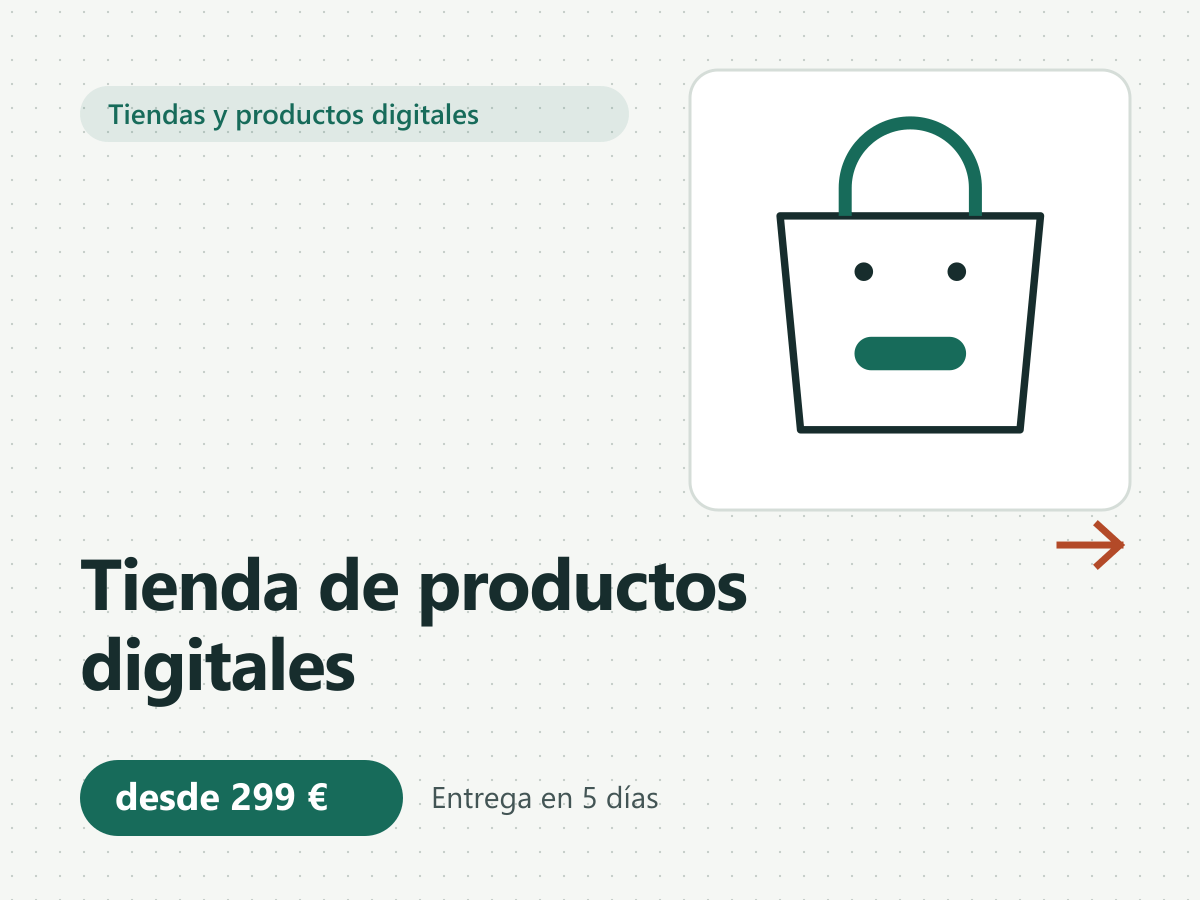 Tiendas y productos digitales
Tienda de productos
digitales
desde 299 €
Entrega en 5 días